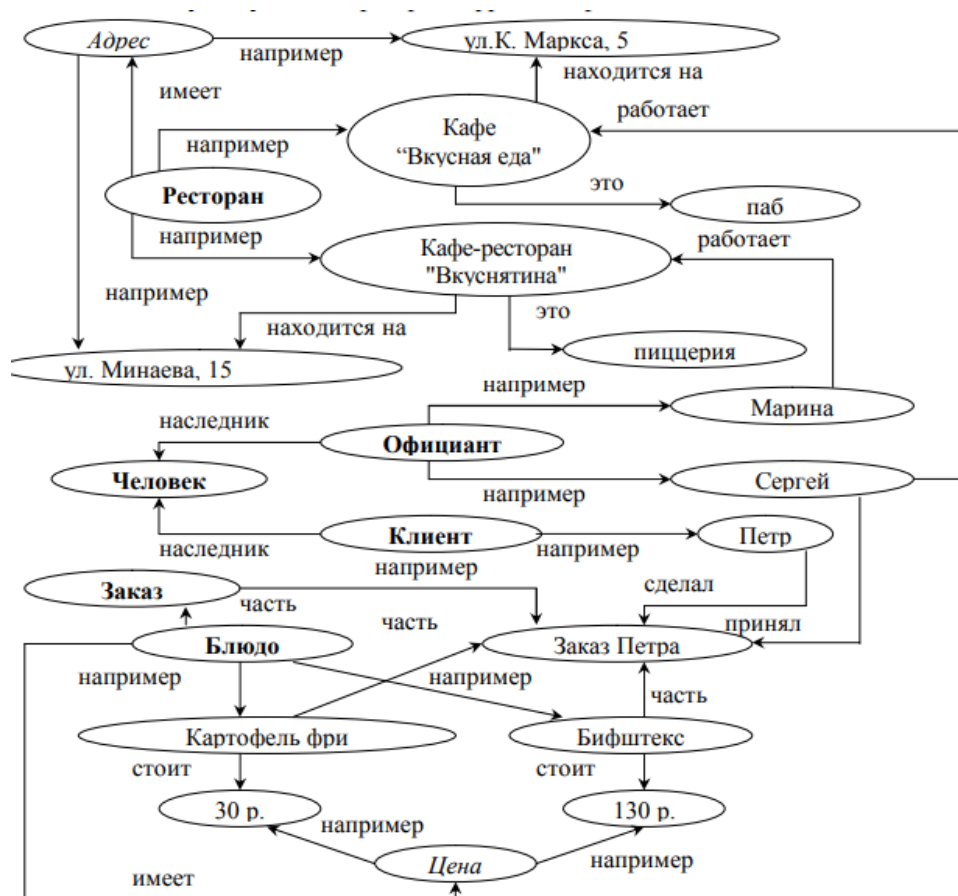 Адрес
например
ул.К. Маркса, 5
имеет
находится на
например
Кафе
“Вкусная еда"
работает
Ресторан
это
паб
например
Кафе-ресторан
"Вкуснятина"
работает
например
находится на
это
ул. Минаева, 15
пиццерия
например
Марина
наследник
Официант
Человек
например
Сергей
наследник
Клиент
например
Петр
например
Заказ
часть
часть
сделал
принял
Блюдо
Заказ Петра
например
например
часть
Картофель фри
Бифштекс
стоит
стоит
30 р.
130 р.
например
Цена
например
имеет